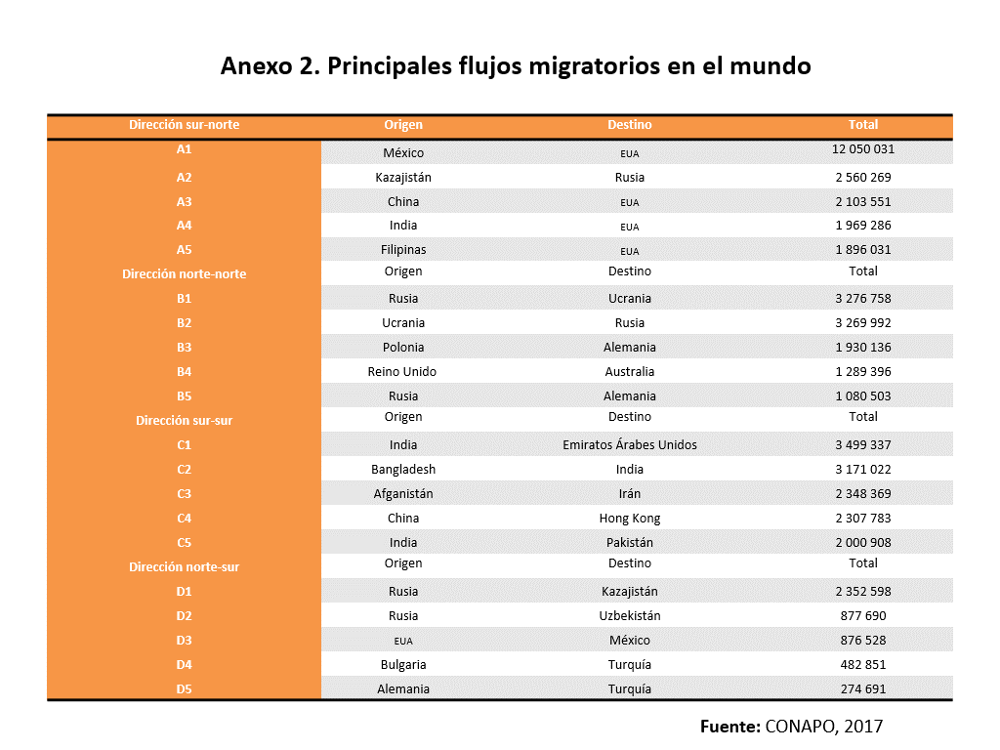 Anexo 2. Principales flujos migratorios en el mundo
Dirección sur-norte Origen Destino Total
A1 México EUA 12 050 031
A2 Kazajistán Rusia 2 560 269
A3 China EUA 2 103 551
A4 India EUA 1 969 286
A5 Filipinas EUA 1 896 031
Dirección norte-norte Origen Destino Total
B1 Rusia Ucrania 3 276 758
B2 Ucrania Rusia 3 269 992
B3 Polonia Alemania 1 930 136
B4 Reino Unido Australia 1 289 396
B5 Rusia Alemania 1 080 503
Dirección sur-sur Origen Destino Total
C1 India Emiratos Árabes Unidos 3 499 337
C2 Bangladesh India 3 171 022
C3 Afganistán Irán 2 348 369
C4 China Hong Kong 2 307 783
C5 India Pakistán 2 000 908
Dirección norte-sur Origen Destino Total
D1 Rusia Kazajistán 2 352 598
D2 Rusia Uzbekistán 877 690
D3 EUA México 876 528
D4 Bulgaria Turquía 482 851
D5 Alemania Turquía 274 691
Fuente: CONAPO, 2017